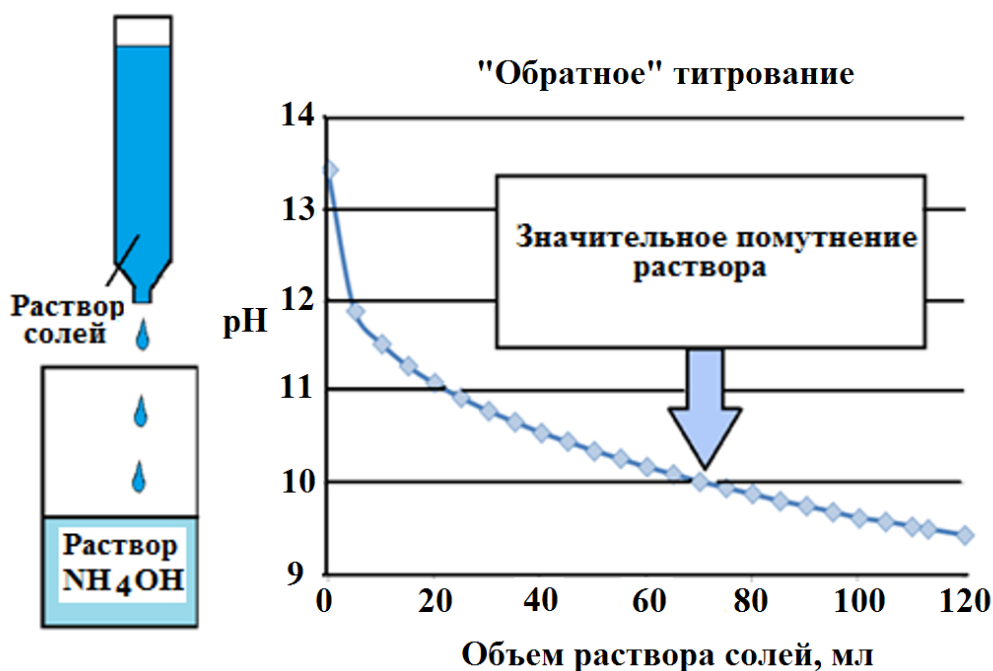 "Обратное" титрование
Раствор
солей
Раствор
NH4OH
pH
14
13
12
11
10
9
Значительное помутнение
раствора
0 20 40 60 80 100 120
Объем раствора солей, мл